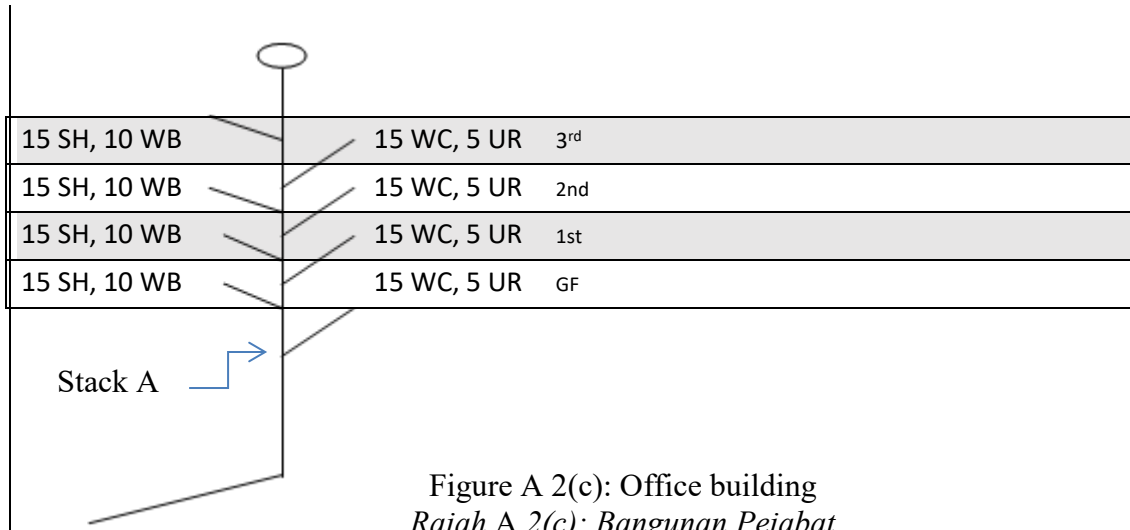 15 SH, 10 WB 15 WC, 5 UR 3rd
15 SH, 10 WB 15 WC, 5 UR 2nd
15 SH, 10 WB 15 WC, 5 UR 1st
15 SH, 10 WB 15 WC, 5 UR GF
Stack A
Figure A 2(c): Office building
Rajah A 2(c): Bangunan Pejabat